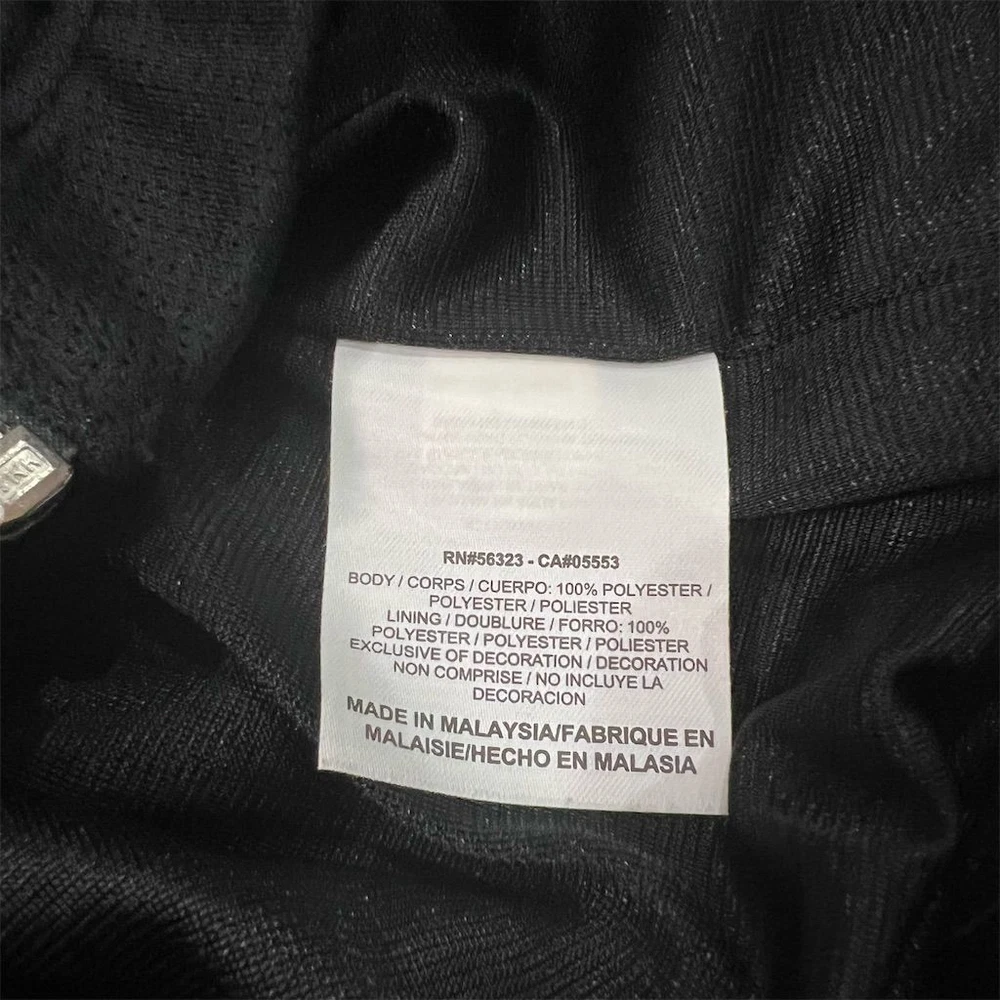 RN#56323 - CA#05553
BODY / CORPS / CUERPO: 100% POLYESTER /
POLYESTER / POLIESTER
LINING / DOUBLURE / FORRO: 100%
POLYESTER / POLYESTER / POLIESTER
EXCLUSIVE OF DECORATION / DECORATION
NON COMPRISE / NO INCLUYE LA
DECORACION
MADE IN MALAYSIA/FABRIQUE EN
MALAISIE/HECHO EN MALASIA